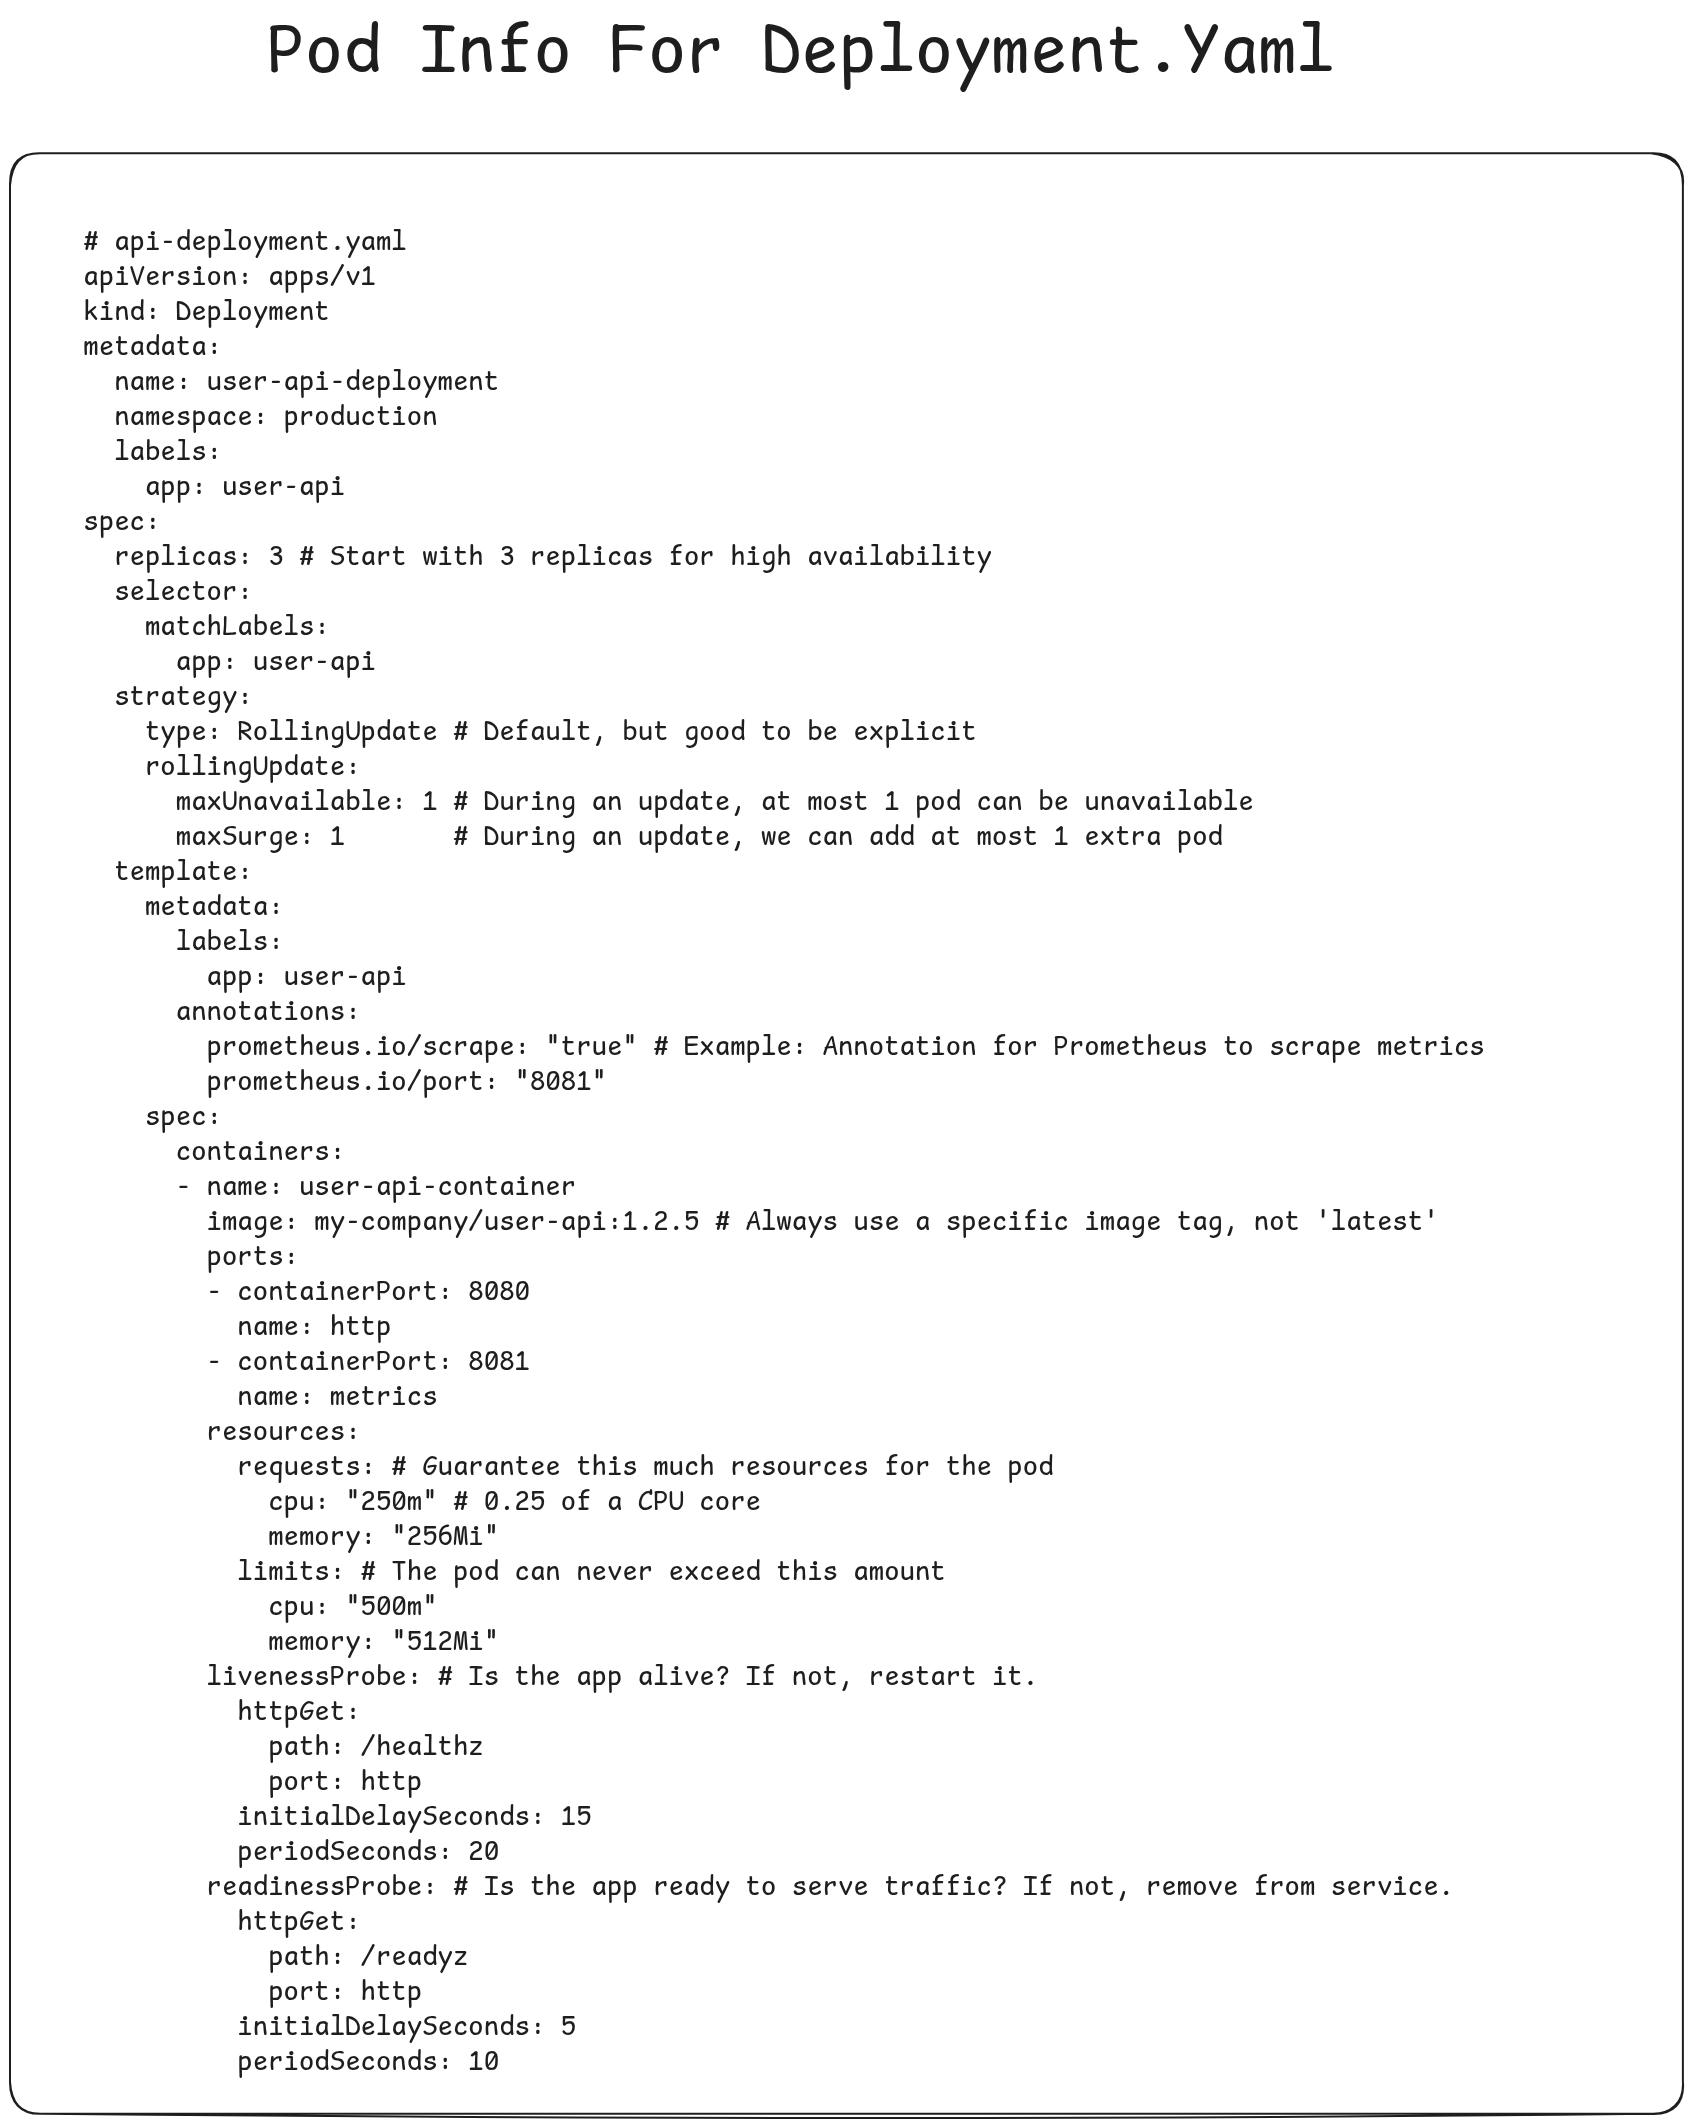 Pod Info For Deployment.Yaml
# api-deployment.yaml
apiVersion: apps/v1
kind: Deployment
metadata:
  name: user-api-deployment
  namespace: production
  labels:
    app: user-api
spec:
  replicas: 3 # Start with 3 replicas for high availability
  selector:
    matchLabels:
      app: user-api
  strategy:
    type: RollingUpdate # Default, but good to be explicit
    rollingUpdate:
      maxUnavailable: 1 # During an update, at most 1 pod can be unavailable
      maxSurge: 1       # During an update, we can add at most 1 extra pod
  template:
    metadata:
      labels:
        app: user-api
      annotations:
        prometheus.io/scrape: "true" # Example: Annotation for Prometheus to scrape metrics
        prometheus.io/port: "8081"
    spec:
      containers:
      - name: user-api-container
        image: my-company/user-api:1.2.5 # Always use a specific image tag, not 'latest'
        ports:
        - containerPort: 8080
          name: http
        - containerPort: 8081
          name: metrics
        resources:
          requests: # Guarantee this much resources for the pod
            cpu: "250m" # 0.25 of a CPU core
            memory: "256Mi"
          limits: # The pod can never exceed this amount
            cpu: "500m"
            memory: "512Mi"
        livenessProbe: # Is the app alive? If not, restart it.
          httpGet:
            path: /healthz
            port: http
          initialDelaySeconds: 15
          periodSeconds: 20
        readinessProbe: # Is the app ready to serve traffic? If not, remove from service.
          httpGet:
            path: /readyz
            port: http
          initialDelaySeconds: 5
          periodSeconds: 10